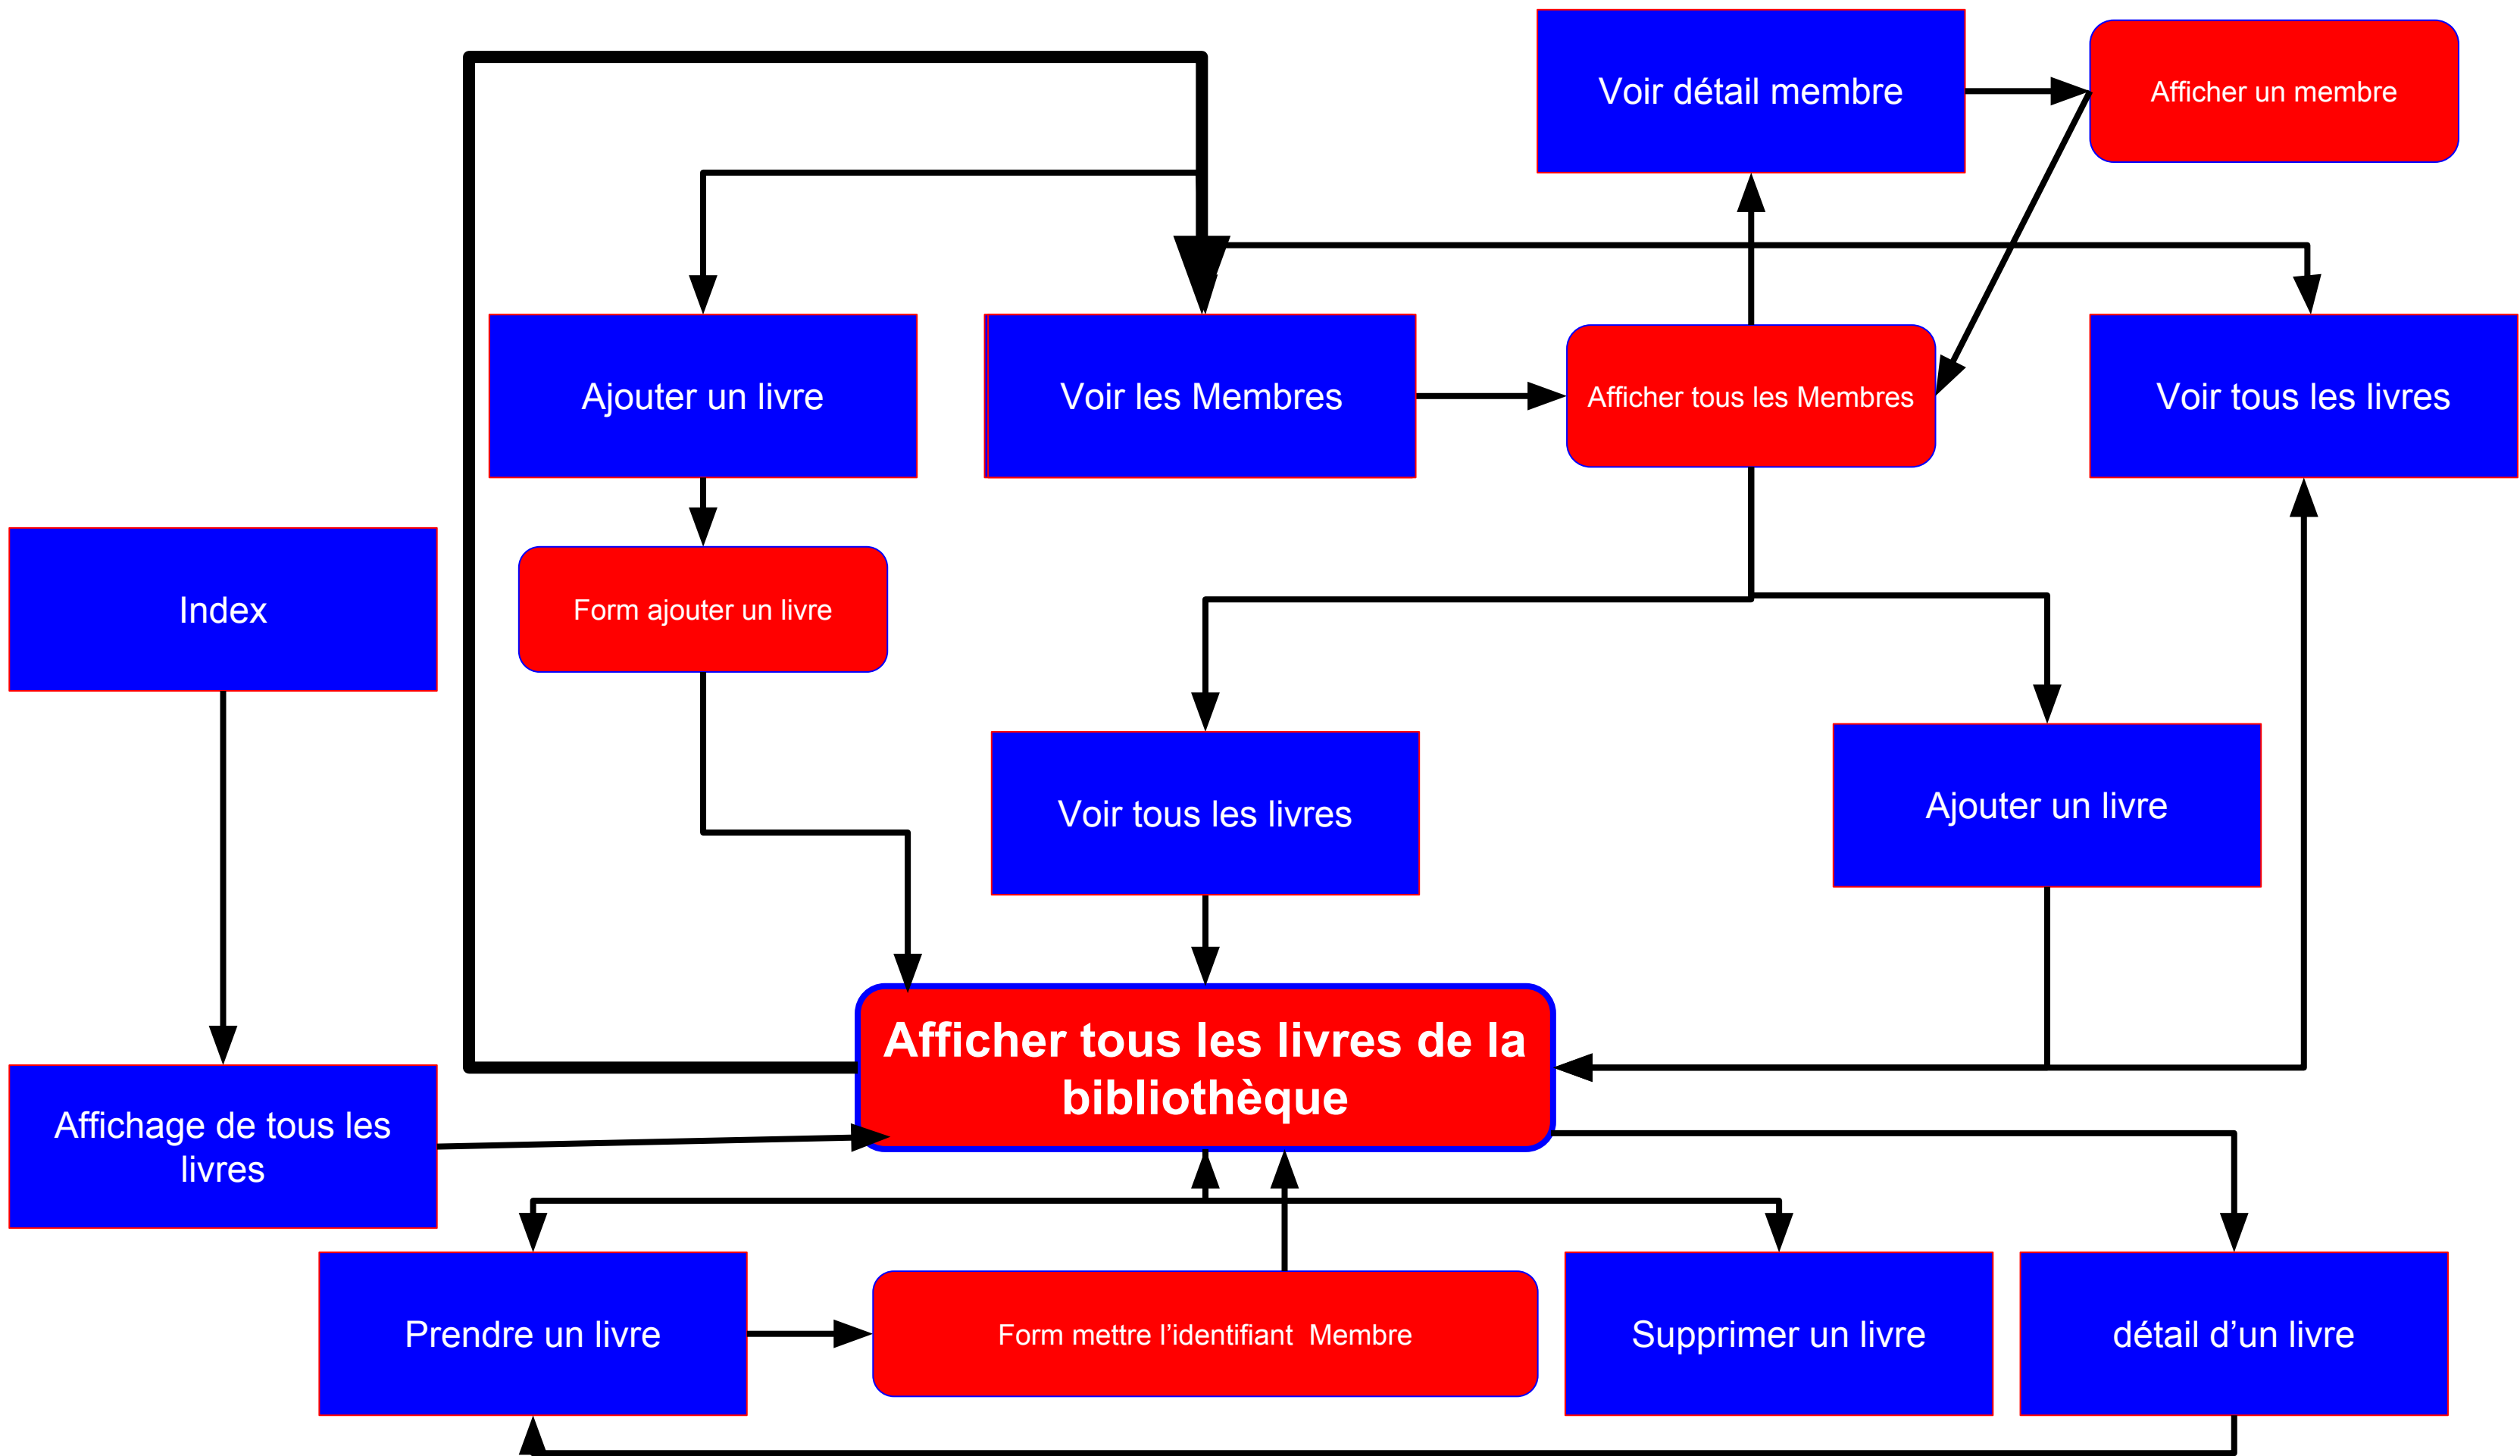 Voir détail membre
Afficher un membre
Ajouter un livre
Voir les Membres
Afficher tous les Membres
Voir tous les livres
Index
Form ajouter un livre
Voir tous les livres
Ajouter un livre
Afficher tous les livres de la
bibliothèque
Affichage de tous les
livres
Prendre un livre
Form mettre l’identifiant  Membre
Supprimer un livre
détail d’un livre